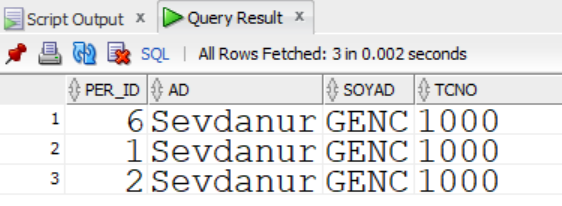 Script Output x Query Result x
SQL | All Rows Fetched: 3 in 0.002 seconds
PER_ID AD SOYAD TCNO
1 6 Sevdanur GENC 1000
2 1 Sevdanur GENC 1000
3 2 Sevdanur GENC 1000